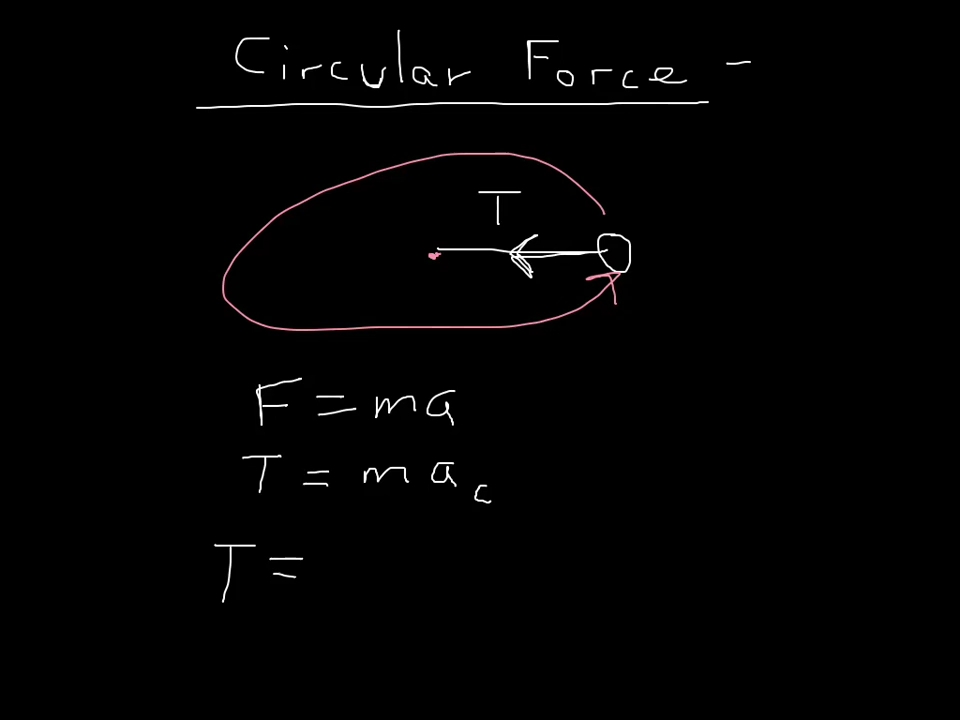 Circular Force -
T
F = ma
T = ma_c
T =